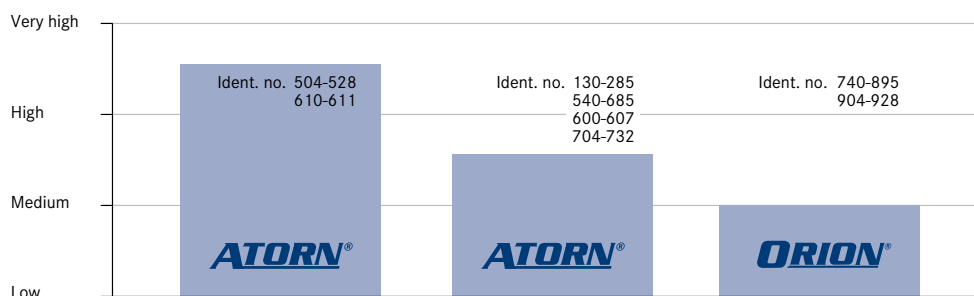 Very high
High
Medium
Low
Ident. no. 504-528
610-611
Ident. no. 130-285
540-685
600-607
704-732
Ident. no. 740-895
904-928
ATORN®
ATORN®
ORION®